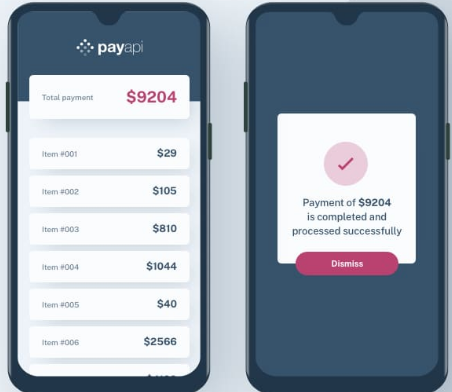 payapi
Total payment $9204
Item #001 $29
Item #002 $105
Item #003 $810
Item #004 $1044
Item #005 $40
Item #006 $2566
Payment of $9204
is completed and
processed successfully
Dismiss